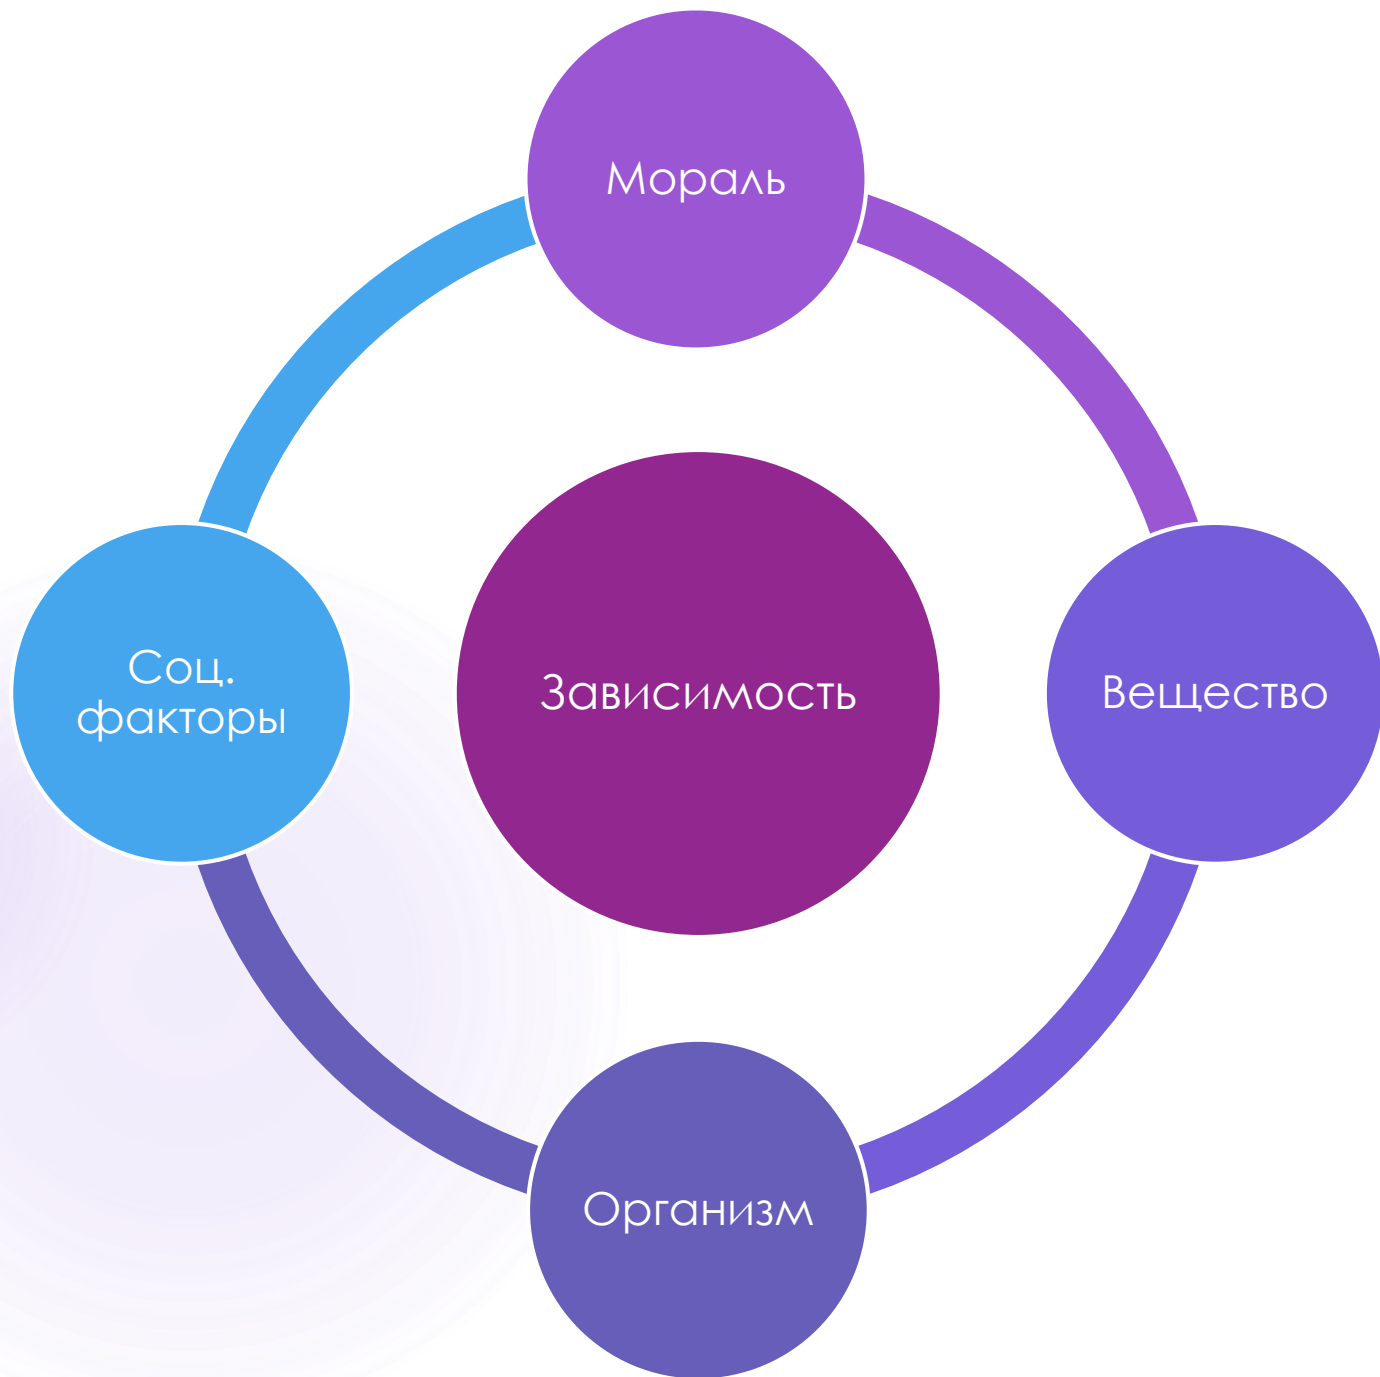 Мораль
Соц.
факторы
Зависимость
Вещество
Организм